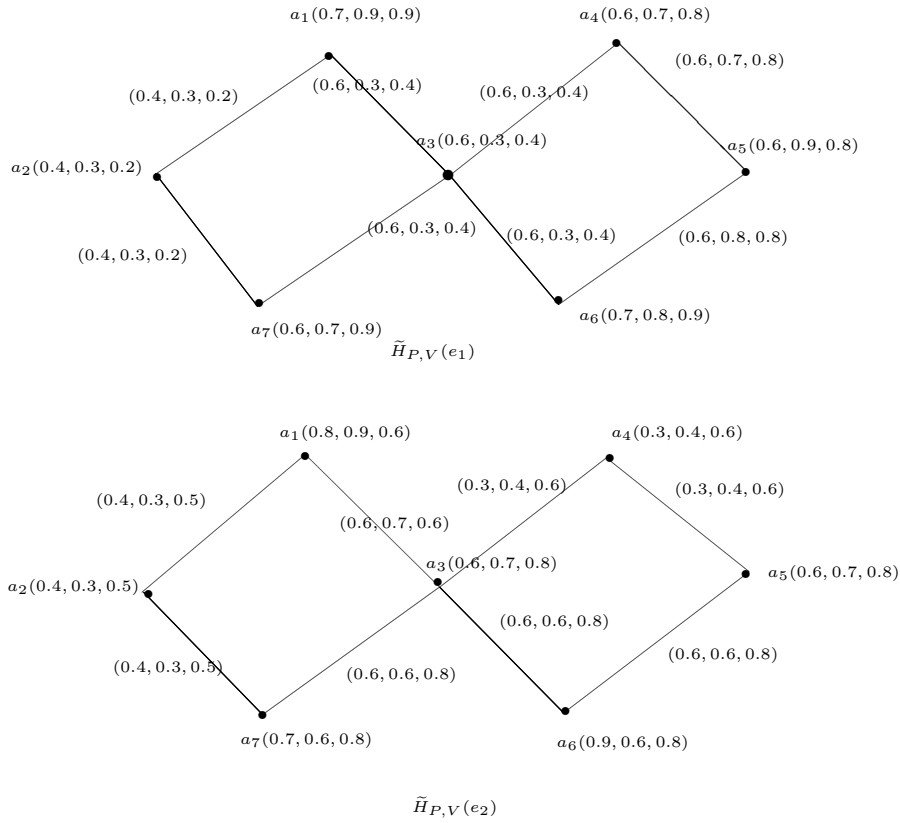 a₁(0.7, 0.9, 0.9)
a₄(0.6, 0.7, 0.8)
(0.6, 0.7, 0.8)
(0.4, 0.3, 0.2)
(0.6, 0.3, 0.4)
(0.6, 0.3, 0.4)
a₃(0.6, 0.3, 0.4)
a₅(0.6, 0.9, 0.8)
a₂(0.4, 0.3, 0.2)
(0.6, 0.3, 0.4)
(0.6, 0.3, 0.4)
(0.6, 0.8, 0.8)
(0.4, 0.3, 0.2)
a₇(0.6, 0.7, 0.9)
a₆(0.7, 0.8, 0.9)
H̃_{P,V}(e₁)
a₁(0.8, 0.9, 0.6)
a₄(0.3, 0.4, 0.6)
(0.4, 0.3, 0.5)
(0.3, 0.4, 0.6)
(0.3, 0.4, 0.6)
(0.6, 0.7, 0.6)
a₃(0.6, 0.7, 0.8)
a₂(0.4, 0.3, 0.5)
a₅(0.6, 0.7, 0.8)
(0.6, 0.6, 0.8)
(0.6, 0.6, 0.8)
(0.4, 0.3, 0.5)
(0.6, 0.6, 0.8)
a₇(0.7, 0.6, 0.8)
a₆(0.9, 0.6, 0.8)
H̃_{P,V}(e₂)